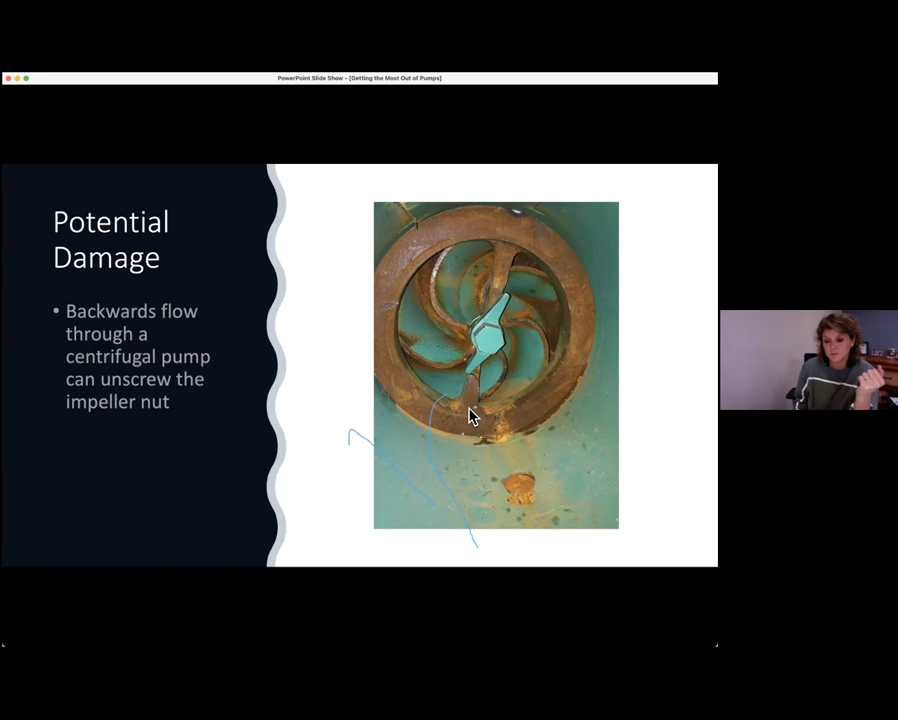 PowerPoint Slide Show - [Getting the Most Out of Pumps]
Potential
Damage
• Backwards flow
through a
centrifugal pump
can unscrew the
impeller nut